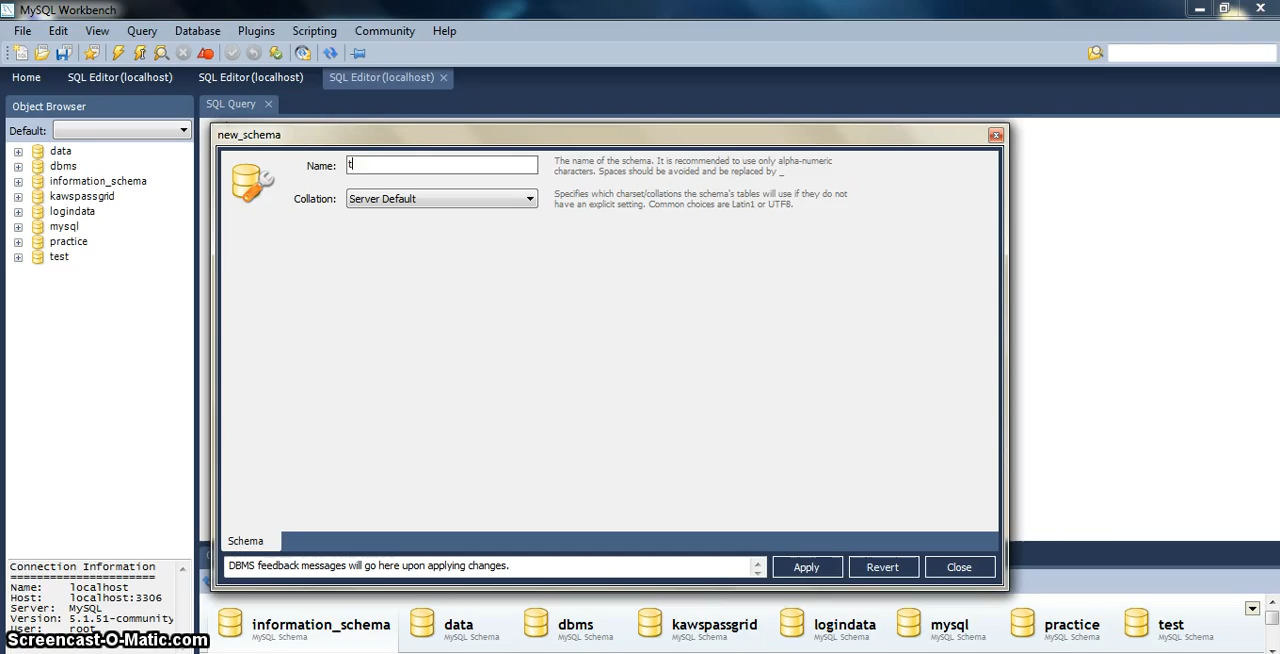 MySQL Workbench
File Edit View Query Database Plugins Scripting Community Help
Home SQL Editor (localhost) SQL Editor (localhost) SQL Editor (localhost)
Object Browser
SQL Query
Default:
data
dbms
information_schema
kawspassgrid
logindata
mysql
practice
test
new_schema
Name: t
The name of the schema. It is recommended to use only alpha-numeric
characters. Spaces should be avoided and be replaced by _
Collation: Server Default
Specifies which charset/collations the schema's tables will use if they do not
have an explicit setting. Common choices are Latin1 or UTF8.
Schema
DBMS feedback messages will go here upon applying changes.
Apply Revert Close
Connection Information
======================
Name: localhost
Host: localhost:3306
Server: MySQL
Version: 5.1.51-community
User: root
information_schema
MySQL Schema
data
MySQL Schema
dbms
MySQL Schema
kawspassgrid
MySQL Schema
logindata
MySQL Schema
mysql
MySQL Schema
practice
MySQL Schema
test
MySQL Schema
Screencast-O-Matic.com